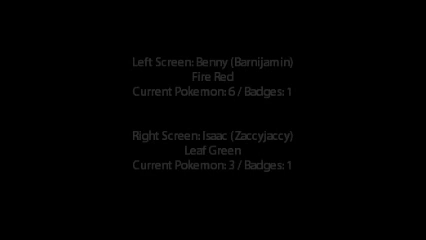 Left Screen: Benny (Barnijamin)
Fire Red
Current Pokemon: 6 / Badges: 1
Right Screen: Isaac (Zaccyjaccy)
Leaf Green
Current Pokemon: 3 / Badges: 1